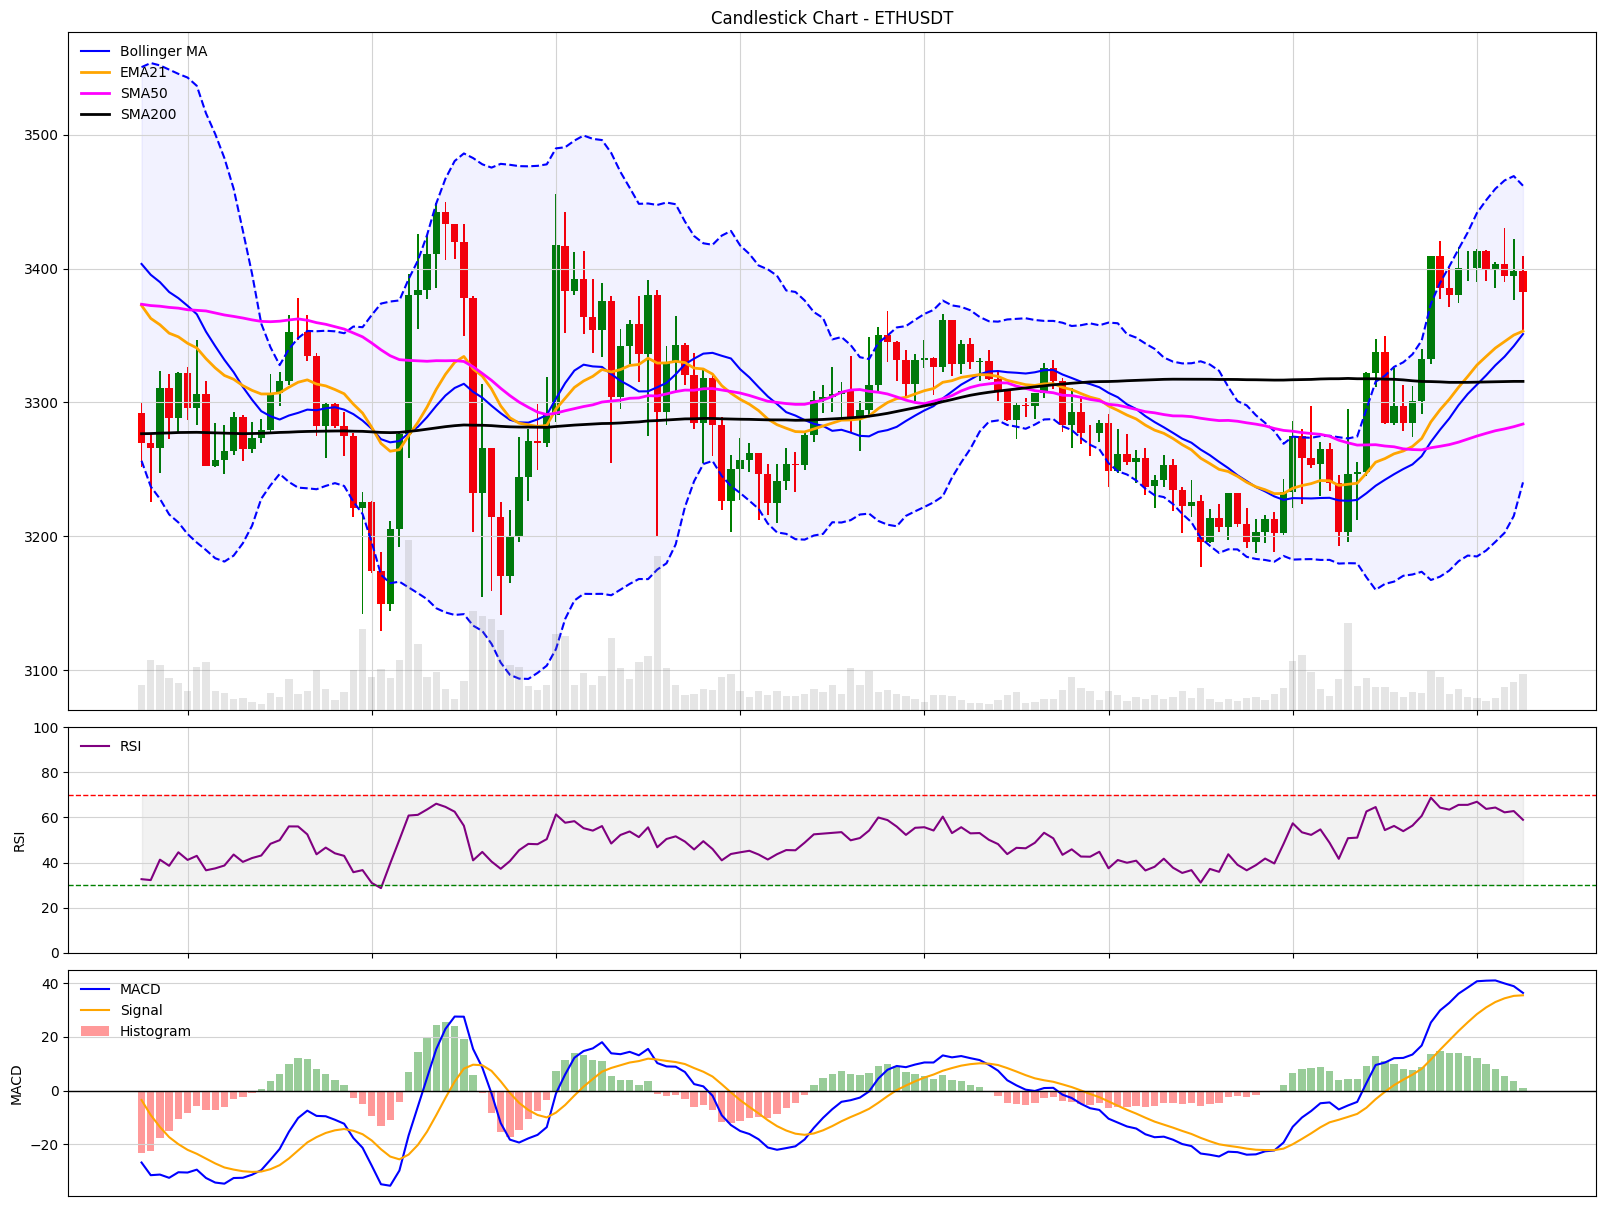 Candlestick Chart - ETHUSDT
Bollinger MA
EMA21
SMA50
SMA200
3500
3400
3300
3200
3100
RSI
100
80
60
40
20
0
RSI
MACD
Signal
Histogram
40
20
0
−20
MACD